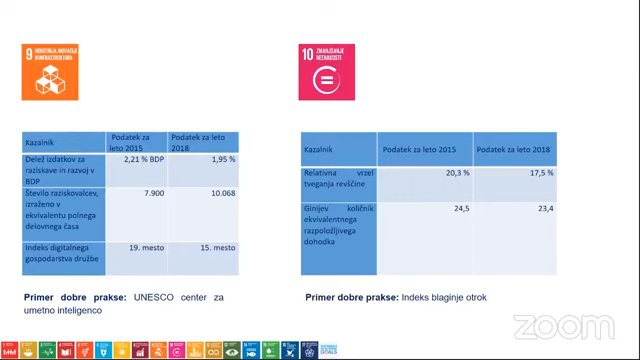 9 INDUSTRIJA, INOVACIJE
IN INFRASTRUKTURA
10 ZMANJŠANJE
NEENAKOSTI
Kazalnik
Podatek za
leto 2015
Podatek za
2018
Delež izdatkov za
raziskave in razvoj v
BDP
2,21 % BDP
1,95 %
Število raziskovalcev,
izraženo v
ekvivalentu polnega
delovnega časa
7.900
10.068
Indeks digitalnega
gospodarstva družbe
19. mesto
15. mesto
Primer dobre prakse: UNESCO center za
umetno inteligenco
Kazalnik
Podatek za leto 2015
Podatek za leto 2018
Relativna vrzel
tveganja revščine
20,3 %
17,5 %
Ginijev količnik
ekvivalentnega
razpoložljivega
dohodka
24,5
23,4
Primer dobre prakse: Indeks blaginje otrok
zoom